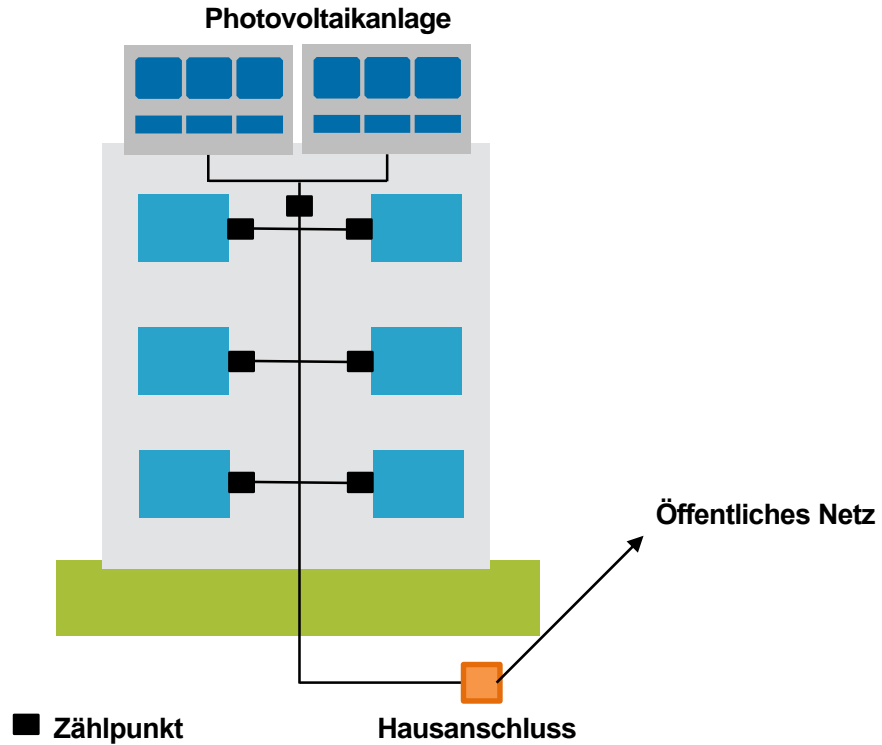 Photovoltaikanlage
Öffentliches Netz
Zählpunkt
Hausanschluss